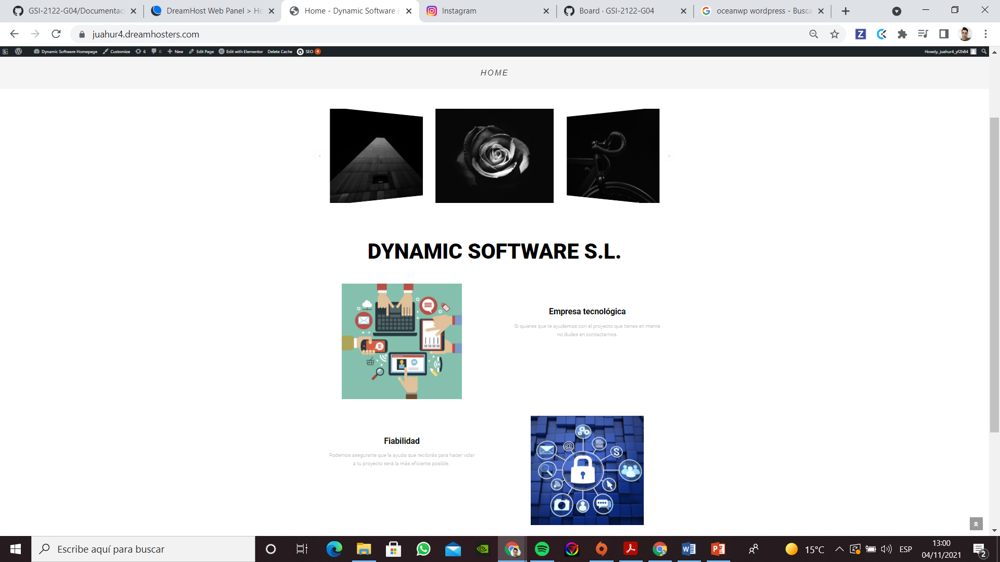 GSI-2122-G04/Documentaci
DreamHost Web Panel > Ho
Home - Dynamic Software H
Instagram
Board · GSI-2122-G04
oceanwp wordpress - Busca
juahur4.dreamhosters.com
Dynamic Software Homepage
Customize
6
0
New
Edit Page
Edit with Elementor
Delete Cache
SEO 4
Howdy, juahur4_yf2h84
HOME
DYNAMIC SOFTWARE S.L.
Empresa tecnológica
Si quieres que te ayudemos con el proyecto que tienes en mente
no dudes en contactarnos.
Fiabilidad
Podemos asegurarte que la ayuda que recibirás para hacer volar
a tu proyecto será la más eficiente posible.
Escribe aquí para buscar
15°C
ESP
13:00
04/11/2021
2